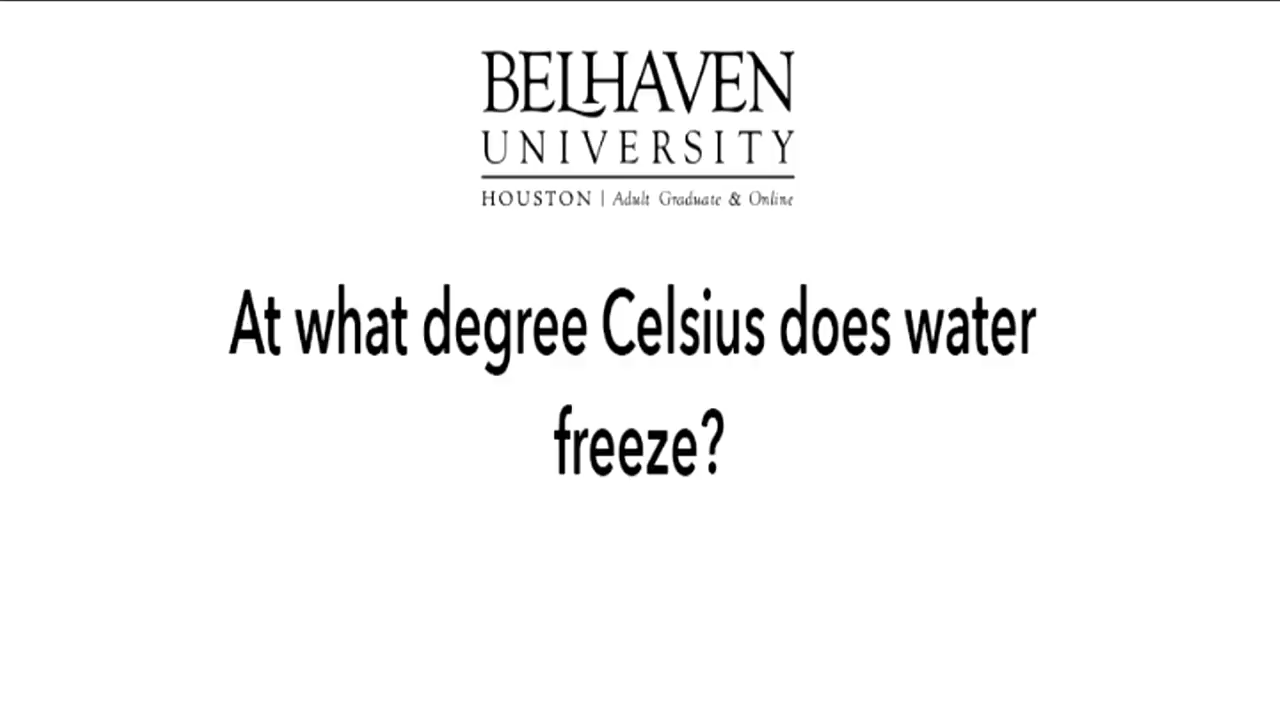 BELHAVEN
UNIVERSITY
HOUSTON | Adult Graduate & Online
At what degree Celsius does water
freeze?